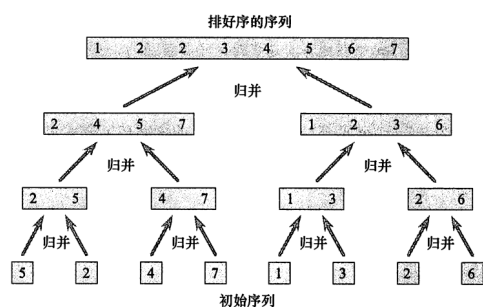 排好序的序列
1 2 2 3 4 5 6 7
归并
2 4 5 7 1 2 3 6
归并 归并
2 5 4 7 1 3 2 6
归并 归并 归并 归并
5 2 4 7 1 3 2 6
初始序列